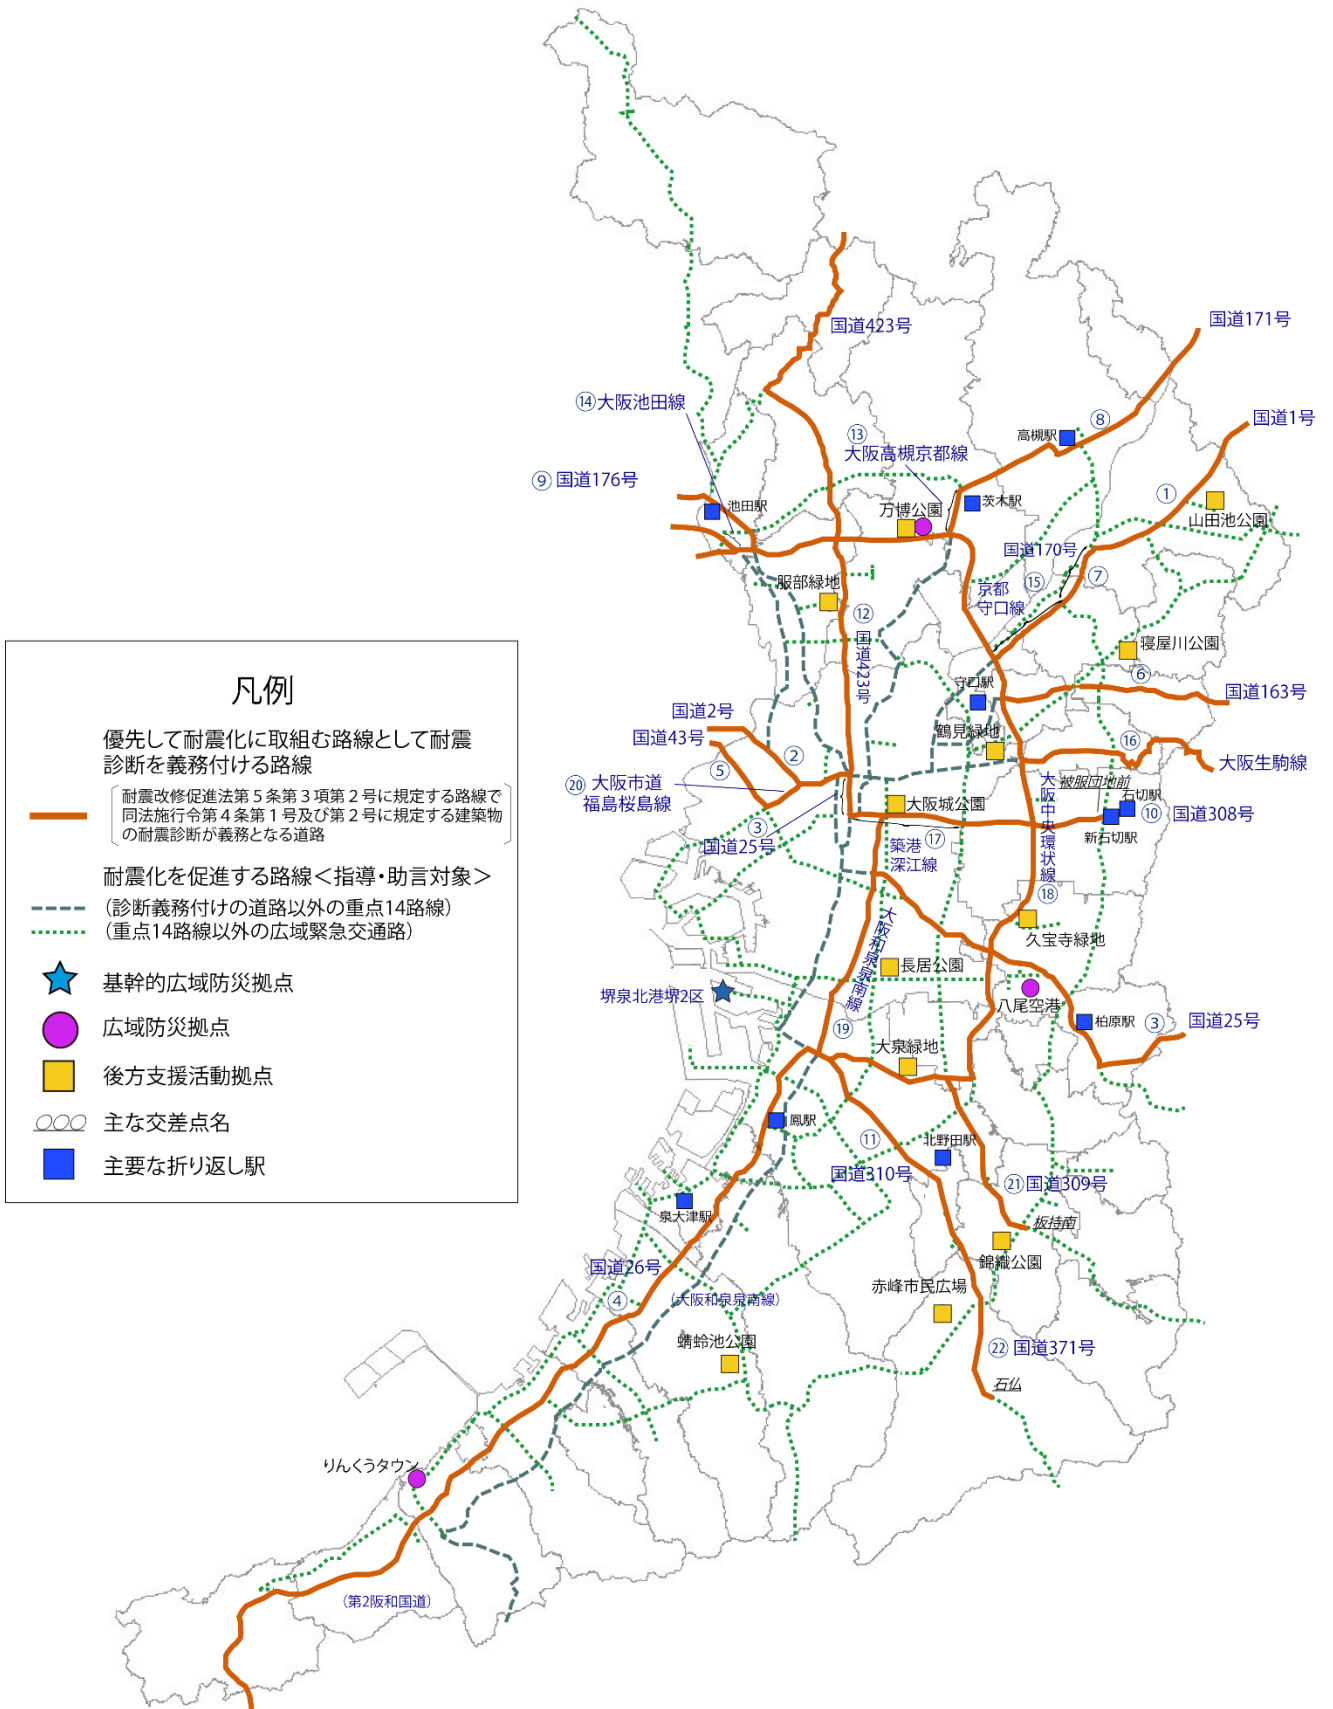 国道423号
国道171号
⑭大阪池田線
⑬
大阪高槻京都線
高槻駅
⑧
国道1号
⑨国道176号
池田駅
万博公園
茨木駅
①
山田池公園
国道170号
⑦
服部緑地
京都
守口線
⑮
⑫
国道423号
寝屋川公園
⑥
国道163号
守口駅
鶴見緑地
国道2号
国道43号
②
⑤
⑯
大阪生駒線
⑳
大阪市道
福島桜島線
大阪中央環状線
被服団地前
石切駅
⑩
国道308号
新石切駅
大阪城公園
③
国道25号
築港
深江線
⑰
⑱
久宝寺緑地
大阪和泉泉南線
長居公園
堺泉北港堺2区
八尾空港
柏原駅
③
国道25号
⑲
大泉緑地
鳳駅
⑪
国道310号
北野田駅
㉑国道309号
板持南
泉大津駅
錦織公園
国道26号
④
(大阪和泉泉南線)
赤峰市民広場
蜻蛉池公園
㉒国道371号
石仏
りんくうタウン
(第2阪和国道)
凡例
優先して耐震化に取組む路線として耐震
診断を義務付ける路線
耐震改修促進法第5条第3項第2号に規定する路線で
同法施行令第4条第1号及び第2号に規定する建築物
の耐震診断が義務となる道路
耐震化を促進する路線<指導・助言対象>
(診断義務付けの道路以外の重点14路線)
(重点14路線以外の広域緊急交通路)
基幹的広域防災拠点
広域防災拠点
後方支援活動拠点
○○○ 主な交差点名
主要な折り返し駅